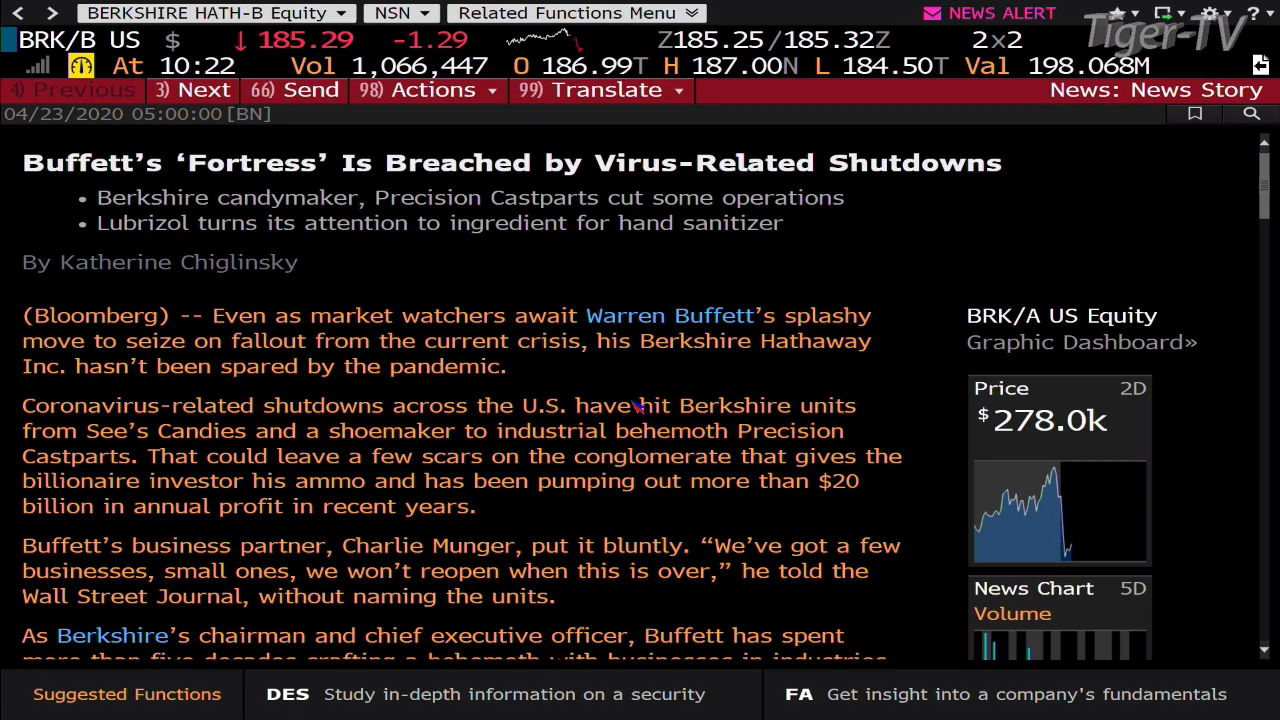 BERKSHIRE HATH-B Equity NSN Related Functions Menu NEWS ALERT ?
BRK/B US $ ↓ 185.29 -1.29 Z185.25 /185.32Z 2x2
At 10:22 Vol 1,066,447 O 186.99T H 187.00N L 184.50T Val 198.068M
Tiger-TV
4) Previous 3) Next 66) Send 98) Actions 99) Translate News: News Story
04/23/2020 05:00:00 [BN]
Buffett's ‘Fortress’ Is Breached by Virus-Related Shutdowns
• Berkshire candymaker, Precision Castparts cut some operations
• Lubrizol turns its attention to ingredient for hand sanitizer
By Katherine Chiglinsky
(Bloomberg) -- Even as market watchers await Warren Buffett's splashy
move to seize on fallout from the current crisis, his Berkshire Hathaway
Inc. hasn't been spared by the pandemic.
Coronavirus-related shutdowns across the U.S. have hit Berkshire units
from See's Candies and a shoemaker to industrial behemoth Precision
Castparts. That could leave a few scars on the conglomerate that gives the
billionaire investor his ammo and has been pumping out more than $20
billion in annual profit in recent years.
Buffett's business partner, Charlie Munger, put it bluntly. “We've got a few
businesses, small ones, we won't reopen when this is over,” he told the
Wall Street Journal, without naming the units.
As Berkshire's chairman and chief executive officer, Buffett has spent
more than five decades crafting a behemoth with businesses in industries
BRK/A US Equity
Graphic Dashboard»
Price 2D
$278.0k
News Chart 5D
Volume
Suggested Functions DES Study in-depth information on a security FA Get insight into a company's fundamentals